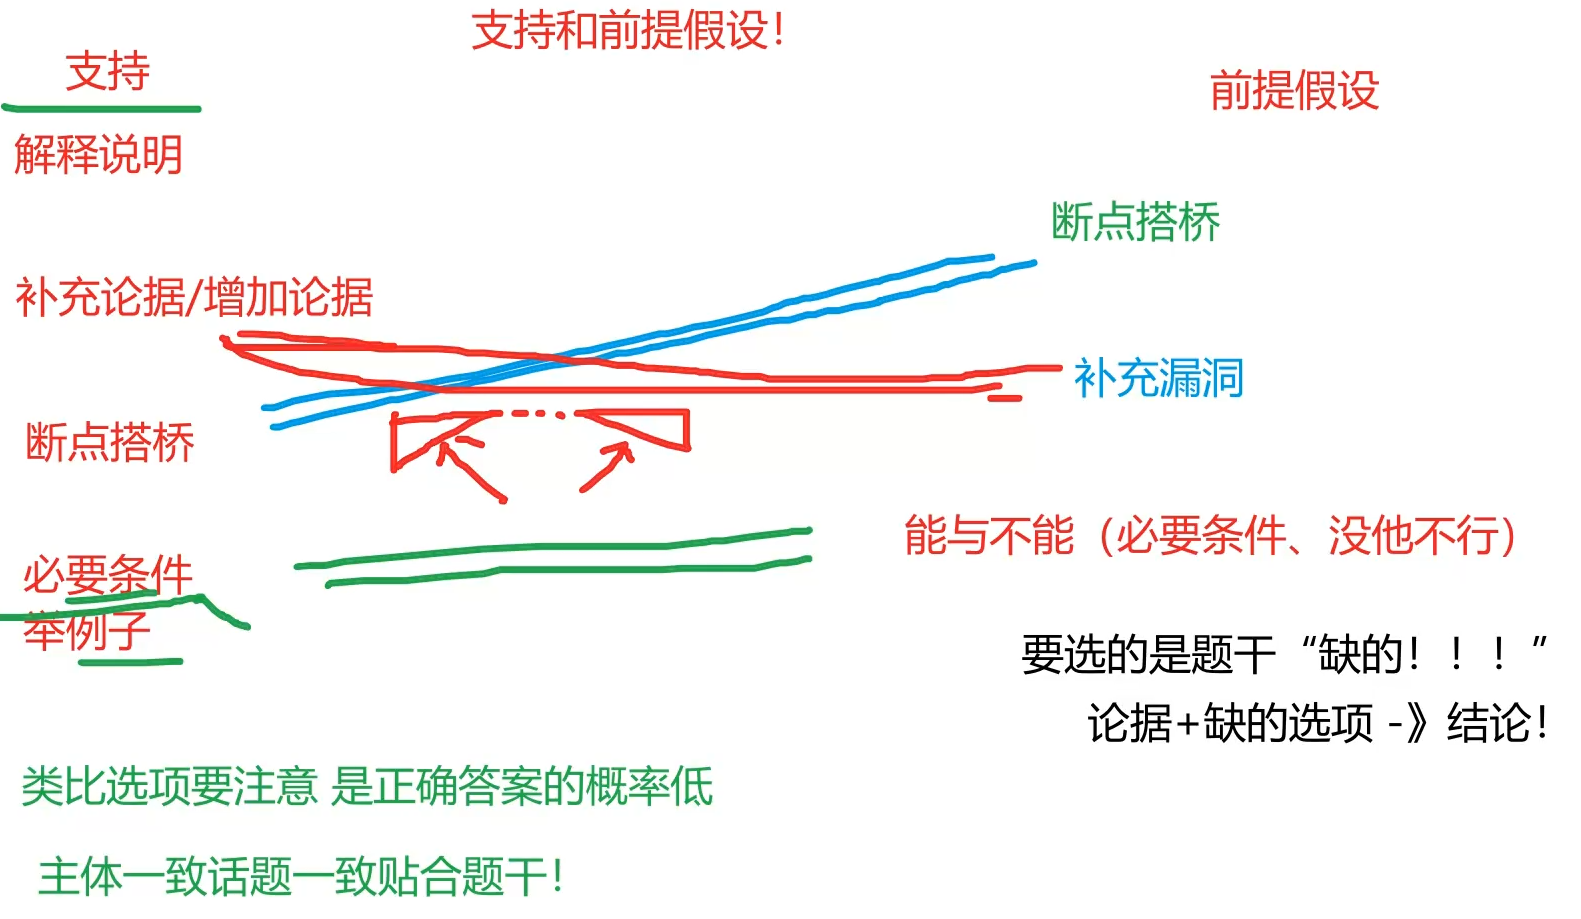 支持和前提假设！
支持
前提假设
解释说明
断点搭桥
补充论据/增加论据
补充漏洞
断点搭桥
能与不能（必要条件、没他不行）
必要条件
举例子
要选的是题干“缺的！！！”
论据+缺的选项 -》结论！
类比选项要注意 是正确答案的概率低
主体一致话题一致贴合题干！